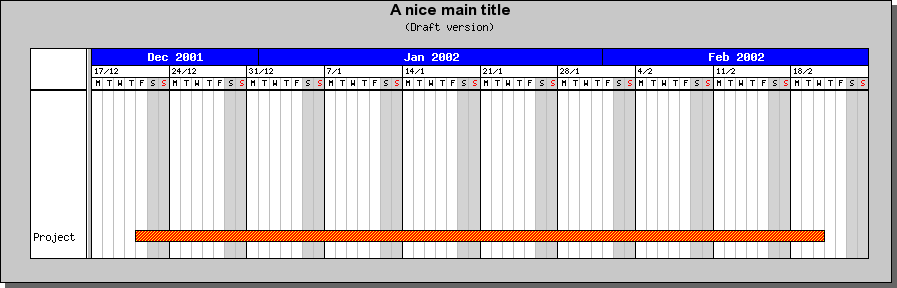 A nice main title
(Draft version)
Dec 2001 Jan 2002 Feb 2002
17/12 24/12 31/12 7/1 14/1 21/1 28/1 4/2 11/2 18/2
M T W T F S S M T W T F S S M T W T F S S M T W T F S S M T W T F S S M T W T F S S M T W T F S S M T W T F S S M T W T F S S M T W T F S S
Project